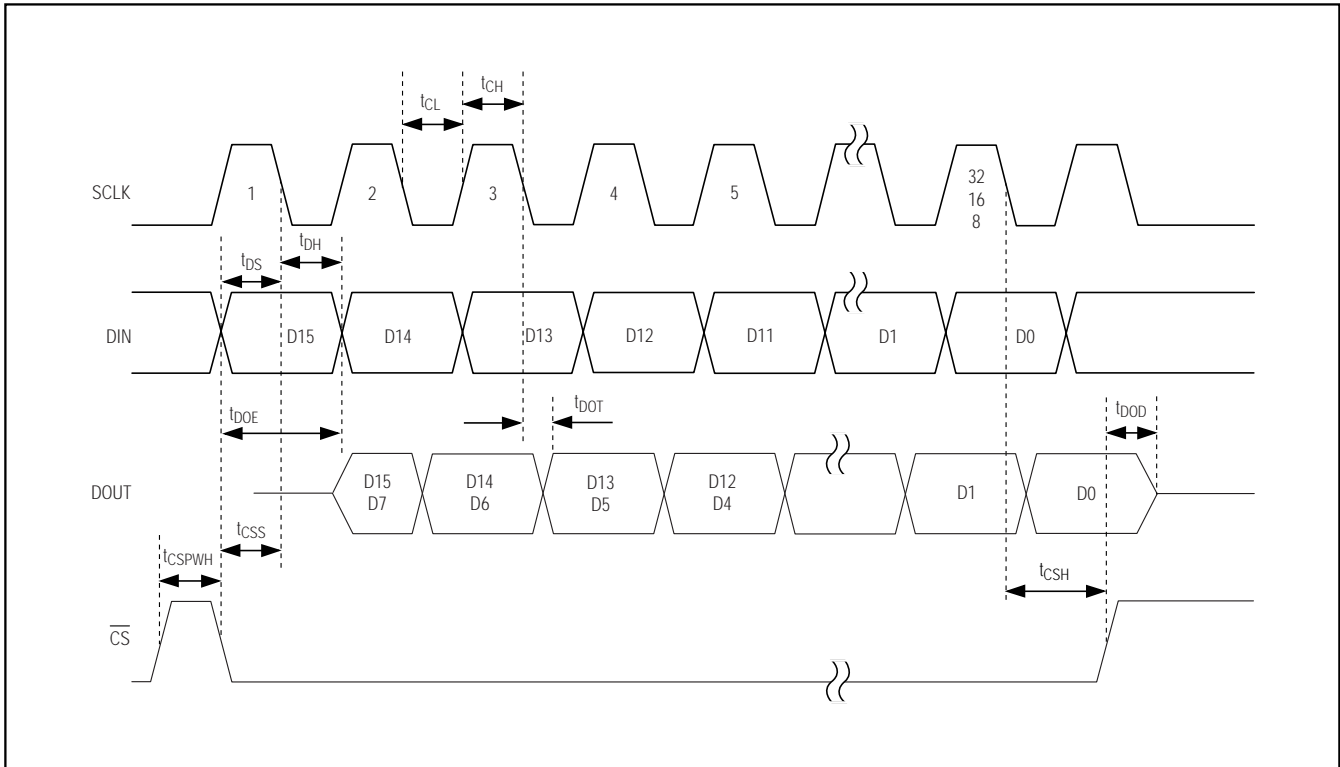 tCL
tCH
SCLK
1
2
3
4
5
32
16
8
tDS
tDH
DIN
D15
D14
D13
D12
D11
D1
D0
tDOE
tDOT
tDOD
DOUT
D15
D7
D14
D6
D13
D5
D12
D4
D1
D0
tCSS
tCSPWH
tCSH
C̅S̅